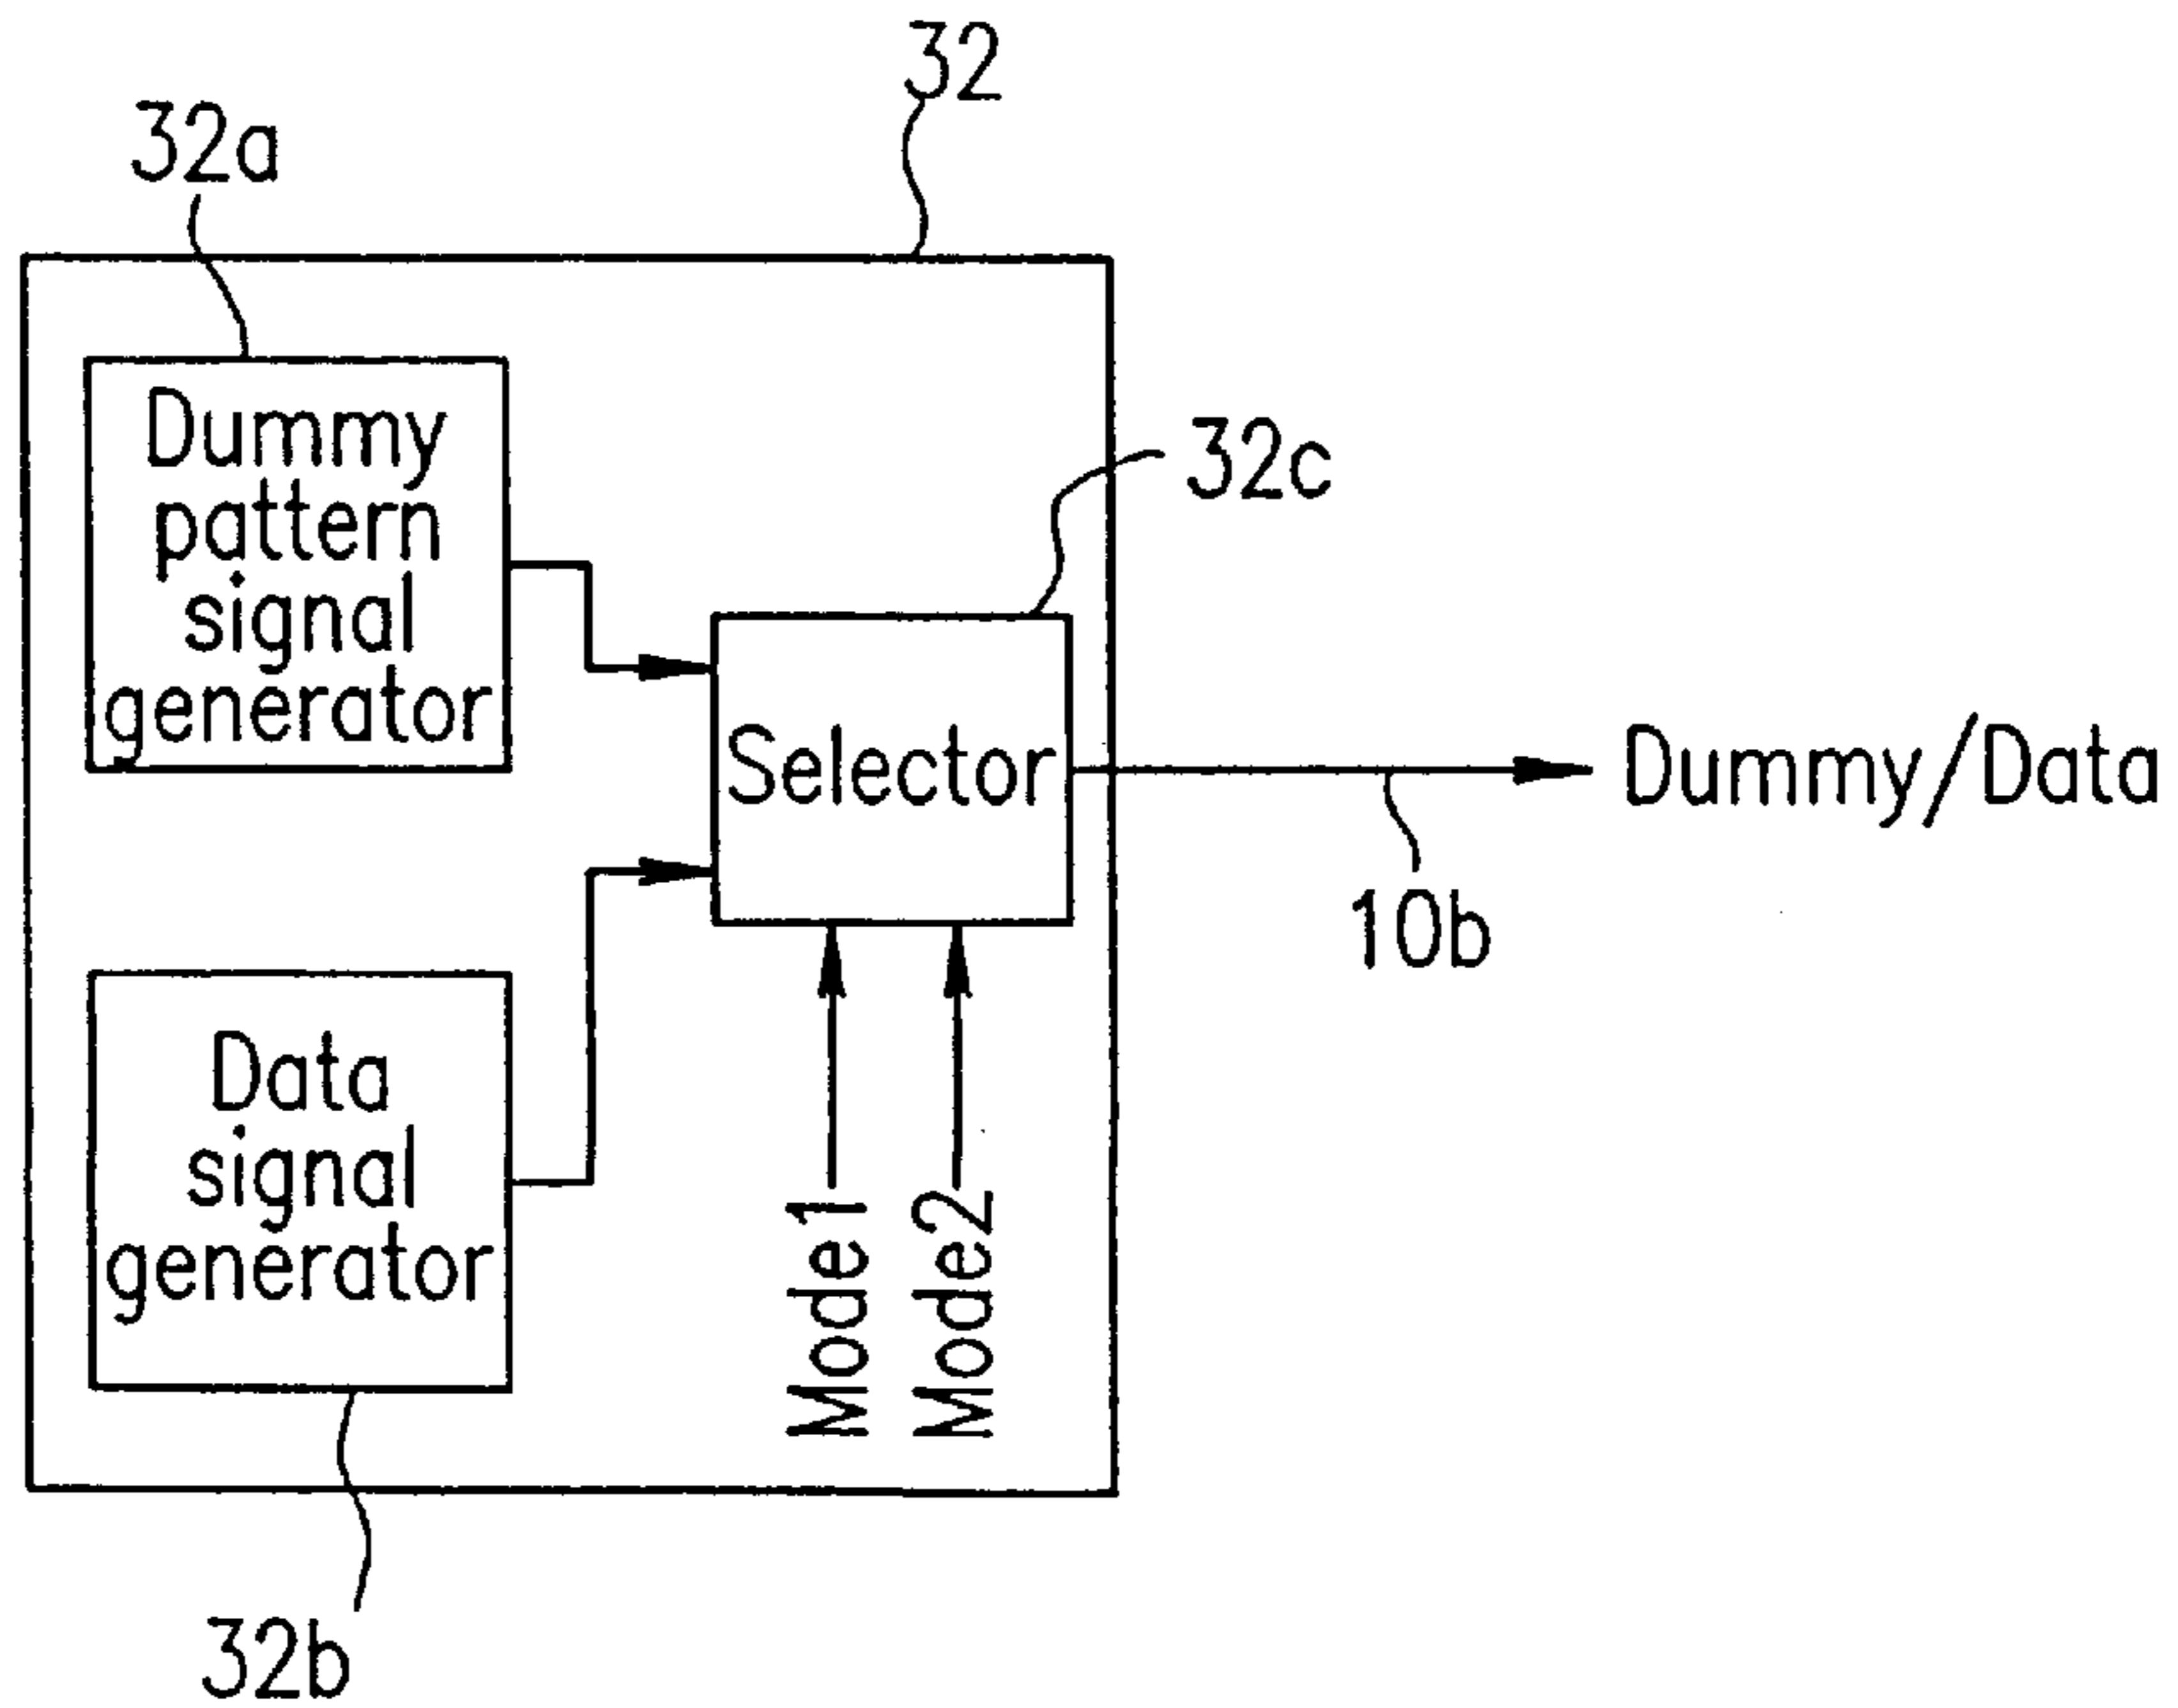 32
32a
Dummy
pattern
signal
generator
32c
Selector
Dummy/Data
10b
Data
signal
generator
Mode1
Mode2
32b